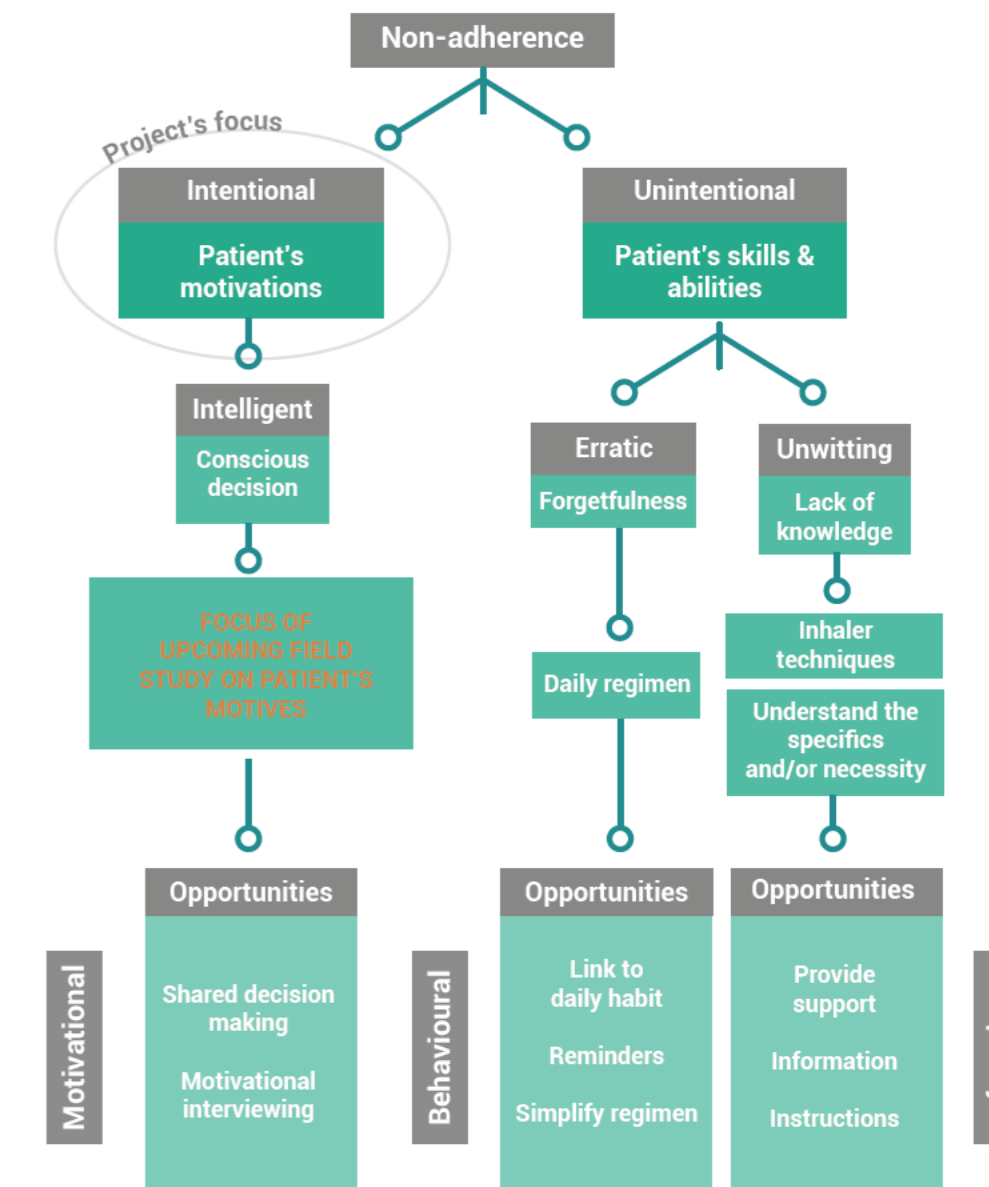 Non-adherence
Project's focus
Intentional
Patient's
motivations
Unintentional
Patient's skills &
abilities
Intelligent
Conscious
decision
Erratic
Forgetfulness
Unwitting
Lack of
knowledge
FOCUS OF
UPCOMING FIELD
STUDY ON PATIENT'S
MOTIVES
Daily regimen
Inhaler
techniques
Understand the
specifics
and/or necessity
Motivational
Opportunities
Shared decision
making
Motivational
interviewing
Behavioural
Opportunities
Link to
daily habit
Reminders
Simplify regimen
Opportunities
Provide
support
Information
Instructions